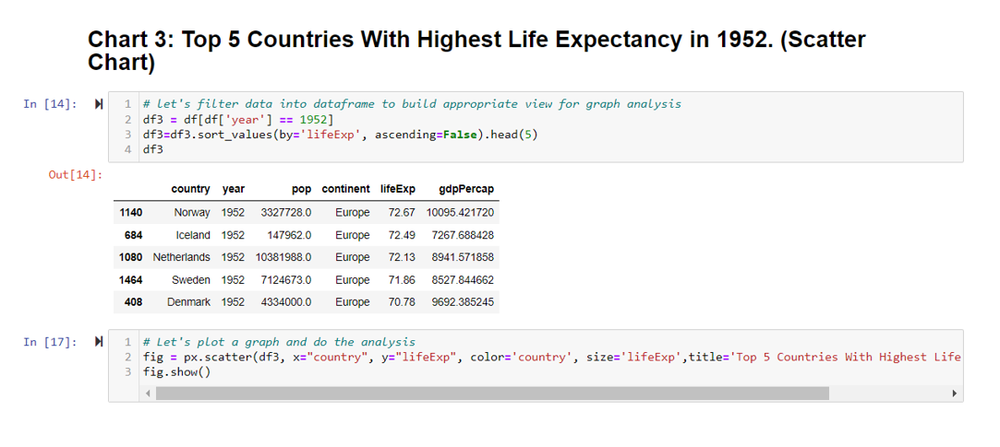 Chart 3: Top 5 Countries With Highest Life Expectancy in 1952. (Scatter
Chart)
In [14]:
1 # let's filter data into dataframe to build appropriate view for graph analysis
2 df3 = df[df['year'] == 1952]
3 df3=df3.sort_values(by='lifeExp', ascending=False).head(5)
4 df3
Out[14]:
country year pop continent lifeExp gdpPercap
1140 Norway 1952 3327728.0 Europe 72.67 10095.421720
684 Iceland 1952 147962.0 Europe 72.49 7267.688428
1080 Netherlands 1952 10381988.0 Europe 72.13 8941.571858
1464 Sweden 1952 7124673.0 Europe 71.86 8527.844662
408 Denmark 1952 4334000.0 Europe 70.78 9692.385245
In [17]:
1 # Let's plot a graph and do the analysis
2 fig = px.scatter(df3, x="country", y="lifeExp", color='country', size='lifeExp',title='Top 5 Countries With Highest Life
3 fig.show()